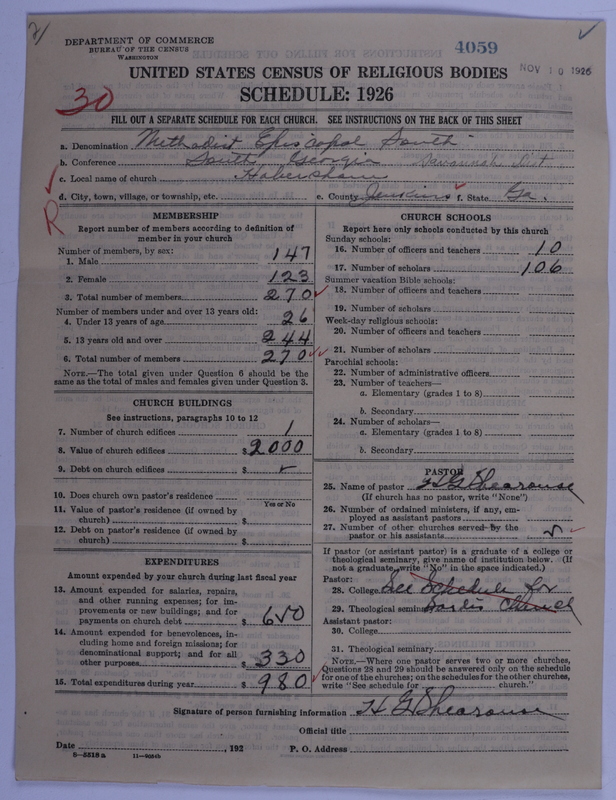 DEPARTMENT OF COMMERCE
BUREAU OF THE CENSUS
WASHINGTON
4059
NOV 10 1926
UNITED STATES CENSUS OF RELIGIOUS BODIES
SCHEDULE: 1926
30
FILL OUT A SEPARATE SCHEDULE FOR EACH CHURCH. SEE INSTRUCTIONS ON THE BACK OF THIS SHEET
a. Denomination Methodist Episcopal South
b. Conference South Georgia Savannah Dist
c. Local name of church Habersham
d. City, town, village, or township, etc. e. County Jenkins f. State Ga.
R
MEMBERSHIP
Report number of members according to definition of
member in your church
Number of members, by sex:
1. Male 147
2. Female 123
3. Total number of members 270
Number of members under and over 13 years old:
4. Under 13 years of age 26
5. 13 years old and over 244
6. Total number of members 270
NOTE.—The total given under Question 6 should be the
same as the total of males and females given under Question 3.
CHURCH BUILDINGS
See instructions, paragraphs 10 to 12
7. Number of church edifices 1
8. Value of church edifices $2000
9. Debt on church edifices $
10. Does church own pastor's residence
Yes or No
11. Value of pastor's residence (if owned by
church) $
12. Debt on pastor's residence (if owned by
church) $
EXPENDITURES
Amount expended by your church during last fiscal year
13. Amount expended for salaries, repairs,
and other running expenses; for im-
provements or new buildings; and for
payments on church debt $650
14. Amount expended for benevolences, in-
cluding home and foreign missions; for
denominational support; and for all
other purposes $330
15. Total expenditures during year $980
CHURCH SCHOOLS
Report here only schools conducted by this church
Sunday schools:
16. Number of officers and teachers 10
17. Number of scholars 106
Summer vacation Bible schools:
18. Number of officers and teachers
19. Number of scholars
Week-day religious schools:
20. Number of officers and teachers
21. Number of scholars
Parochial schools:
22. Number of administrative officers
23. Number of teachers—
a. Elementary (grades 1 to 8)
b. Secondary
24. Number of scholars—
a. Elementary (grades 1 to 8)
b. Secondary
PASTOR
25. Name of pastor H G Shearouse
(If church has no pastor, write "None")
26. Number of ordained ministers, if any, em-
ployed as assistant pastors
27. Number of other churches served by the
pastor or his assistants
If pastor (or assistant pastor) is a graduate of a college or
theological seminary, give name of institution below. (If
not a graduate, write "No" in the space indicated.)
Pastor:
28. College See Schedule for
29. Theological seminary Church
Assistant pastor:
30. College
31. Theological seminary
NOTE.—Where one pastor serves two or more churches,
Questions 28 and 29 should be answered only on the schedule
for one of the churches; on the schedules for the other churches,
write "See schedule for church."
Signature of person furnishing information H G Shearouse
Official title
Date , 192 P. O. Address
8—5518 a 11—9034b